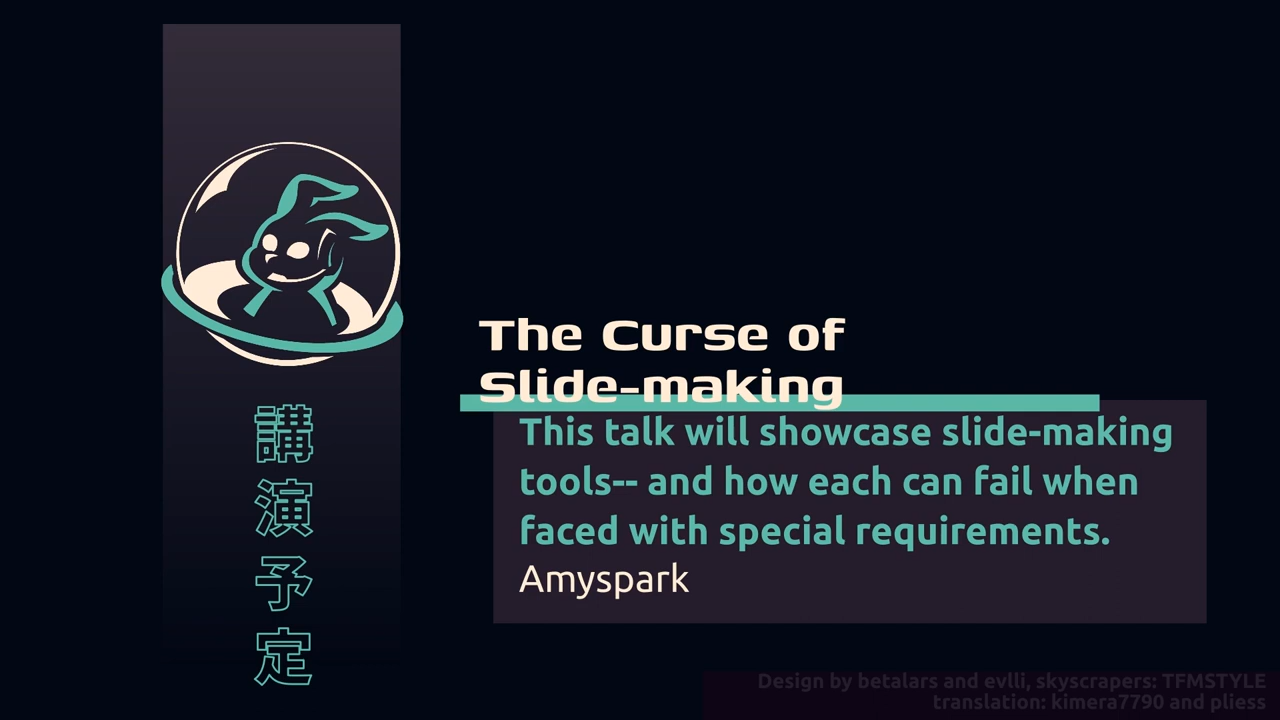 講演予定
The Curse of
Slide-making
This talk will showcase slide-making
tools-- and how each can fail when
faced with special requirements.
Amyspark
Design by betalars and evlli, skyscrapers: TFMSTYLE
translation: kimera7790 and pliess